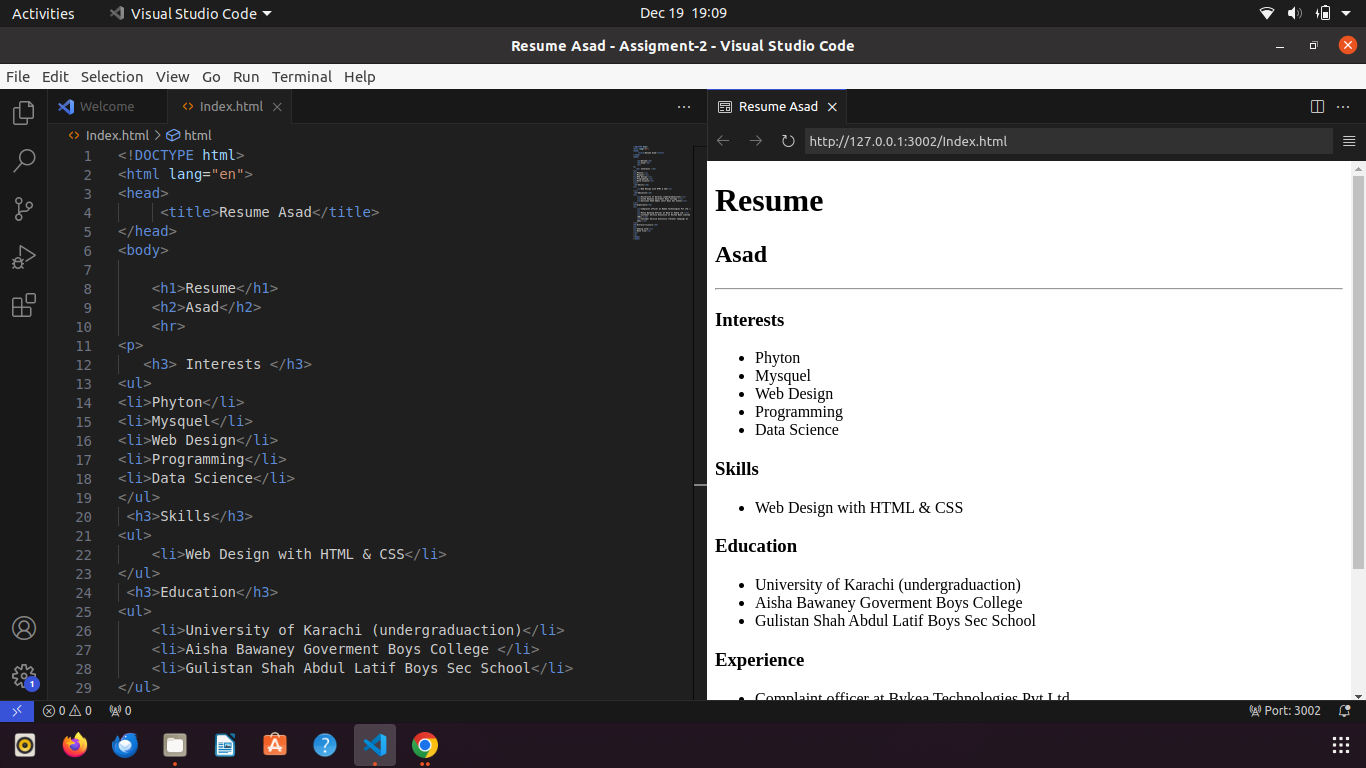 Activities Visual Studio Code Dec 19 19:09
Resume Asad - Assigment-2 - Visual Studio Code
File Edit Selection View Go Run Terminal Help
Welcome Index.html
Index.html > html
1 <!DOCTYPE html>
2 <html lang="en">
3 <head>
4 <title>Resume Asad</title>
5 </head>
6 <body>
7
8 <h1>Resume</h1>
9 <h2>Asad</h2>
10 <hr>
11 <p>
12 <h3> Interests </h3>
13 <ul>
14 <li>Phyton</li>
15 <li>Mysquel</li>
16 <li>Web Design</li>
17 <li>Programming</li>
18 <li>Data Science</li>
19 </ul>
20 <h3>Skills</h3>
21 <ul>
22 <li>Web Design with HTML & CSS</li>
23 </ul>
24 <h3>Education</h3>
25 <ul>
26 <li>University of Karachi (undergraduaction)</li>
27 <li>Aisha Bawaney Goverment Boys College </li>
28 <li>Gulistan Shah Abdul Latif Boys Sec School</li>
29 </ul>
Resume Asad
http://127.0.0.1:3002/Index.html
Resume
Asad
Interests
• Phyton
• Mysquel
• Web Design
• Programming
• Data Science
Skills
• Web Design with HTML & CSS
Education
• University of Karachi (undergraduaction)
• Aisha Bawaney Goverment Boys College
• Gulistan Shah Abdul Latif Boys Sec School
Experience
• Complaint officer at Bykea Technologies Pvt Ltd
1
0 0 0 Port: 3002